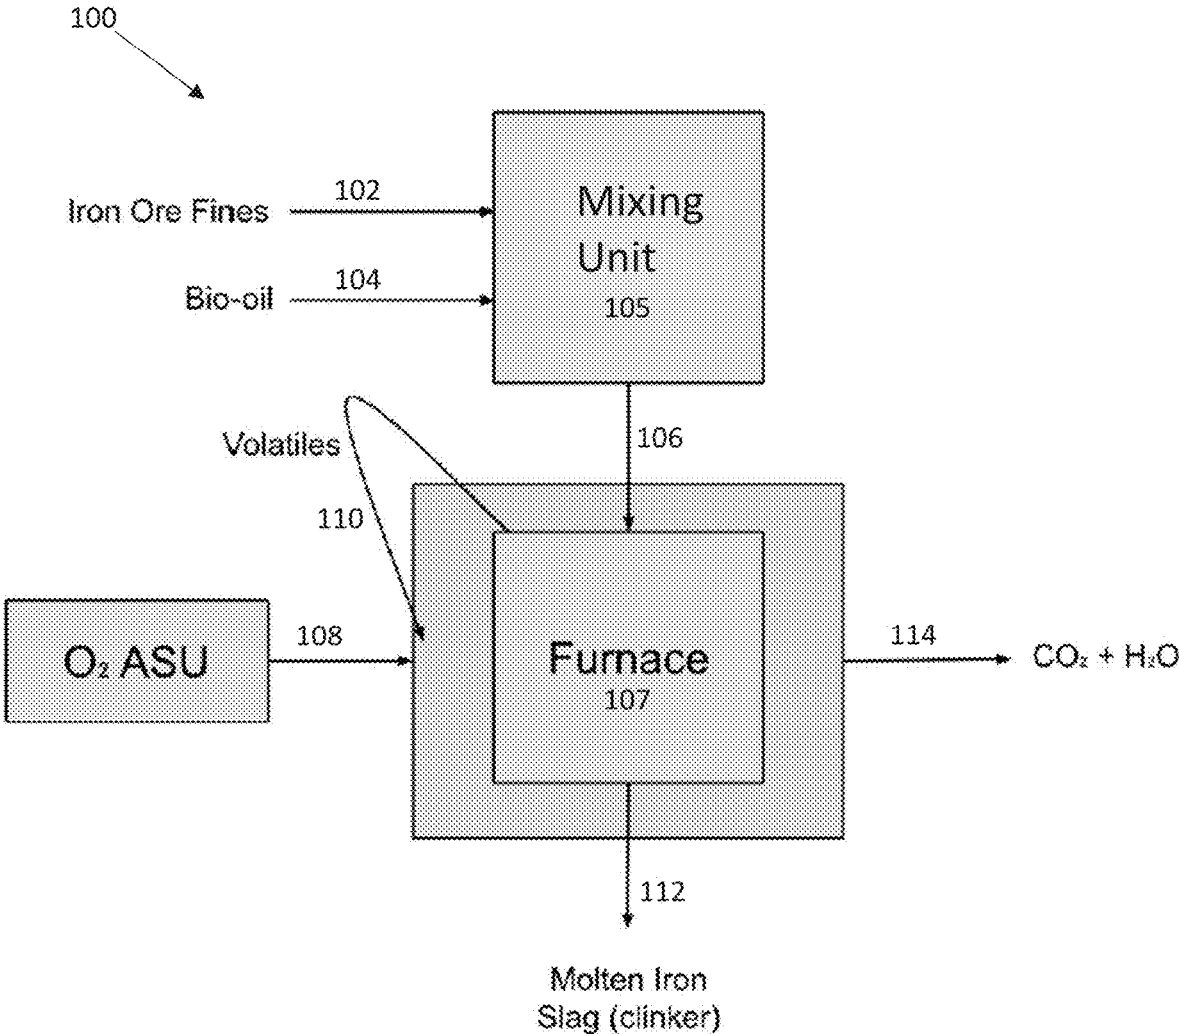 100
102
Iron Ore Fines
Mixing
Unit
104
Bio-oil
105
106
Volatiles
110
108
O₂ ASU
Furnace
107
114
CO₂ + H₂O
112
Molten Iron
Slag (clinker)